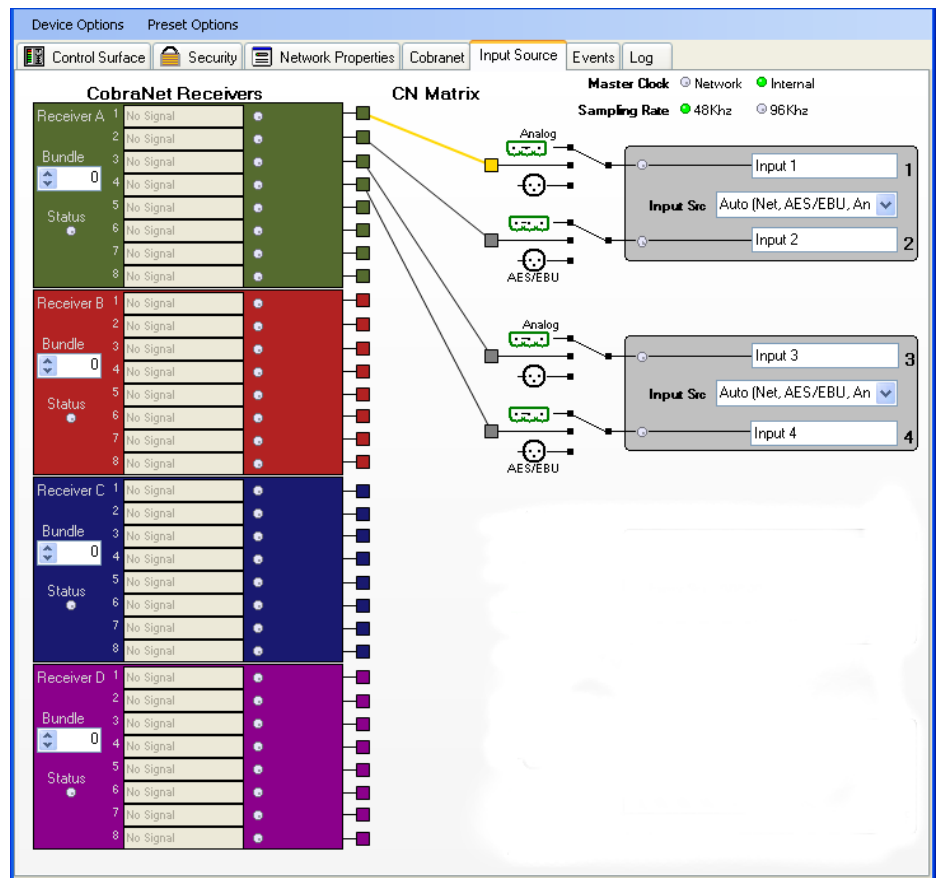 Device Options Preset Options
Control Surface Security Network Properties Cobranet Input Source Events Log
CobraNet Receivers
CN Matrix
Master Clock Network Internal
Sampling Rate 48Khz 96Khz
Receiver A
Bundle
0
Status
1 No Signal
2 No Signal
3 No Signal
4 No Signal
5 No Signal
6 No Signal
7 No Signal
8 No Signal
Receiver B
Bundle
0
Status
1 No Signal
2 No Signal
3 No Signal
4 No Signal
5 No Signal
6 No Signal
7 No Signal
8 No Signal
Receiver C
Bundle
0
Status
1 No Signal
2 No Signal
3 No Signal
4 No Signal
5 No Signal
6 No Signal
7 No Signal
8 No Signal
Receiver D
Bundle
0
Status
1 No Signal
2 No Signal
3 No Signal
4 No Signal
5 No Signal
6 No Signal
7 No Signal
8 No Signal
Analog
AES/EBU
Input 1 1
Input Src Auto (Net, AES/EBU, An
Input 2 2
Analog
AES/EBU
Input 3 3
Input Src Auto (Net, AES/EBU, An
Input 4 4